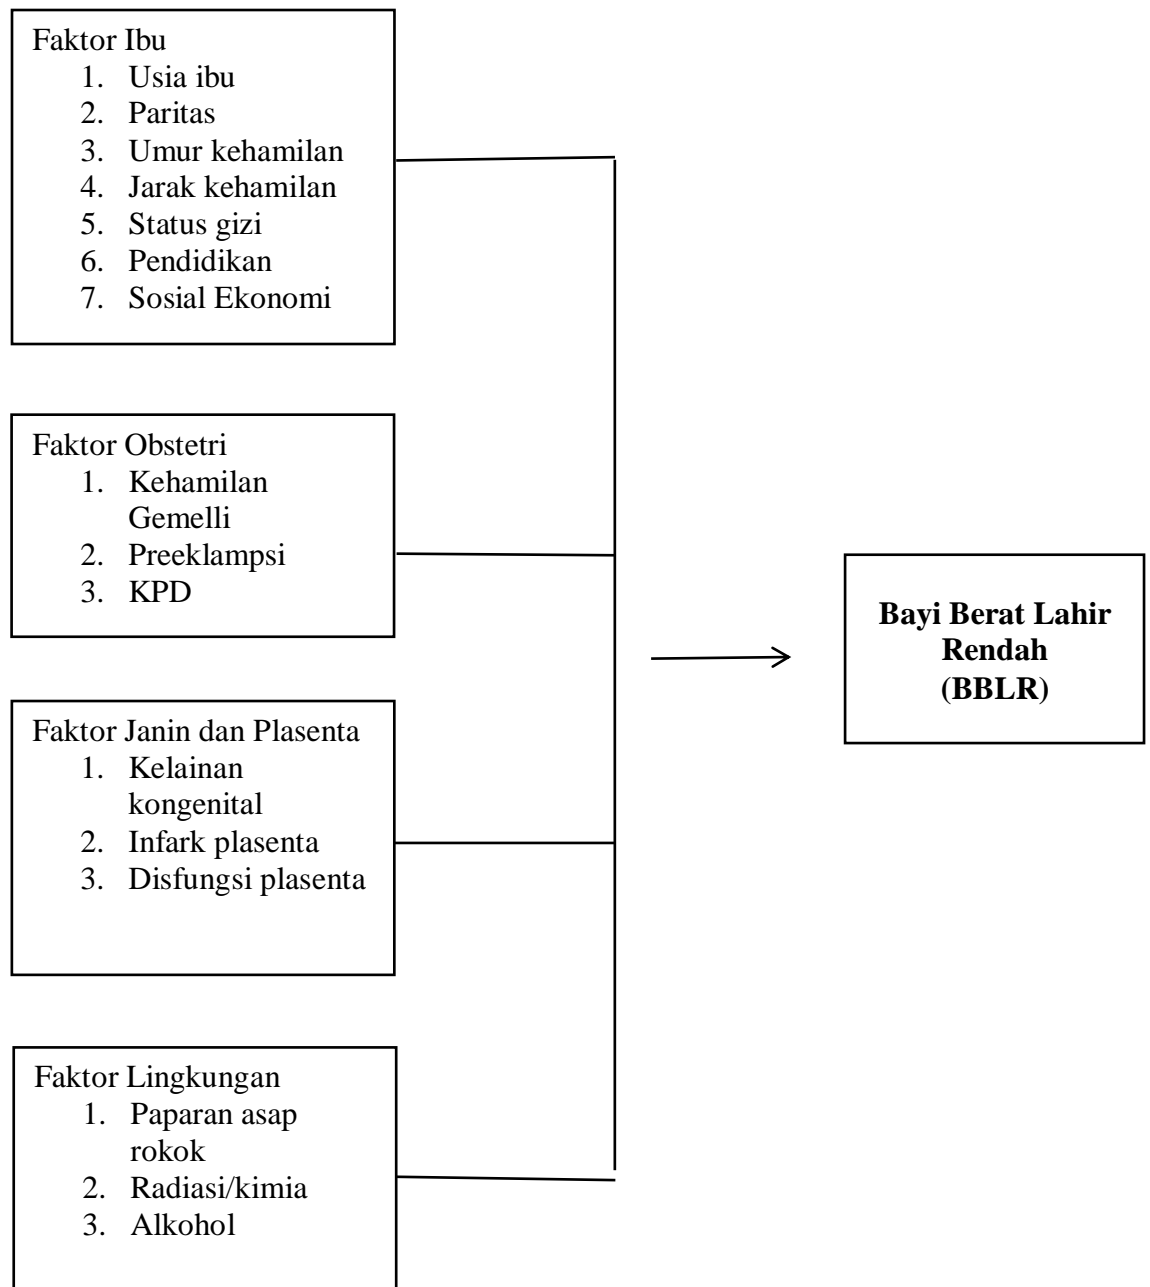 Faktor Ibu
1. Usia ibu
2. Paritas
3. Umur kehamilan
4. Jarak kehamilan
5. Status gizi
6. Pendidikan
7. Sosial Ekonomi
Faktor Obstetri
1. Kehamilan
Gemelli
2. Preeklampsi
3. KPD
Faktor Janin dan Plasenta
1. Kelainan
kongenital
2. Infark plasenta
3. Disfungsi plasenta
Faktor Lingkungan
1. Paparan asap
rokok
2. Radiasi/kimia
3. Alkohol
Bayi Berat Lahir
Rendah
(BBLR)